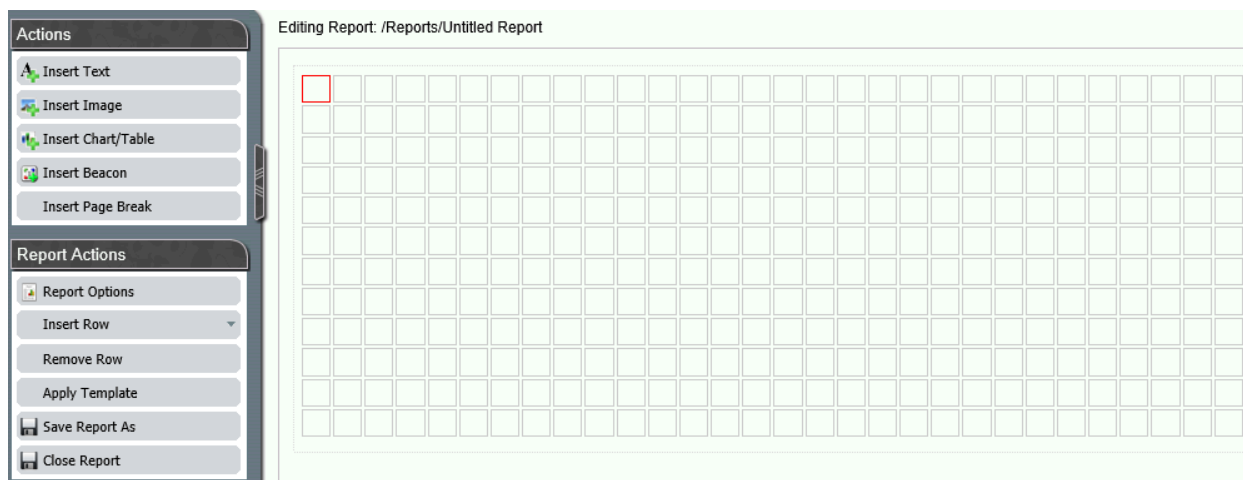 Actions
Insert Text
Insert Image
Insert Chart/Table
Insert Beacon
Insert Page Break
Report Actions
Report Options
Insert Row
Remove Row
Apply Template
Save Report As
Close Report
Editing Report: /Reports/Untitled Report